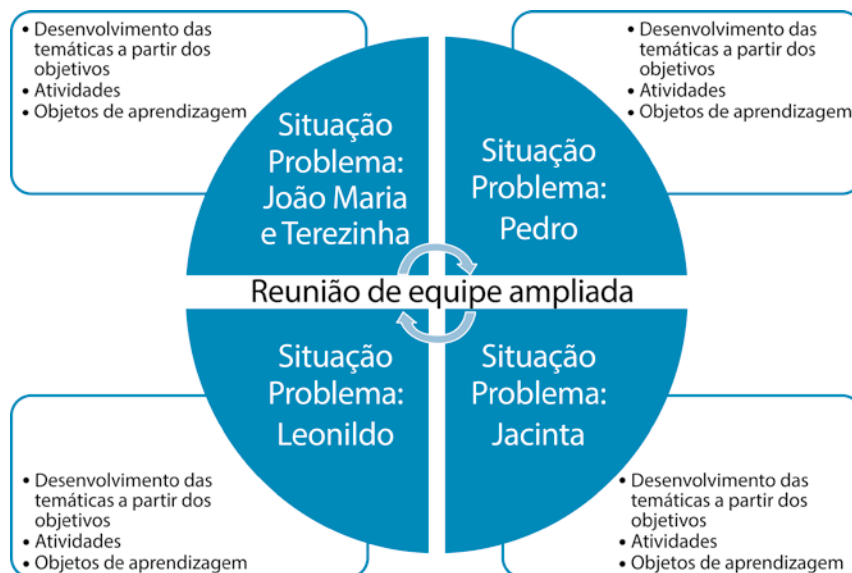 • Desenvolvimento das
temáticas a partir dos
objetivos
• Atividades
• Objetos de aprendizagem
Situação
Problema:
João Maria
e Terezinha
• Desenvolvimento das
temáticas a partir dos
objetivos
• Atividades
• Objetos de aprendizagem
Situação
Problema:
Pedro
Reunião de equipe ampliada
Situação
Problema:
Leonildo
• Desenvolvimento das
temáticas a partir dos
objetivos
• Atividades
• Objetos de aprendizagem
Situação
Problema:
Jacinta
• Desenvolvimento das
temáticas a partir dos
objetivos
• Atividades
• Objetos de aprendizagem